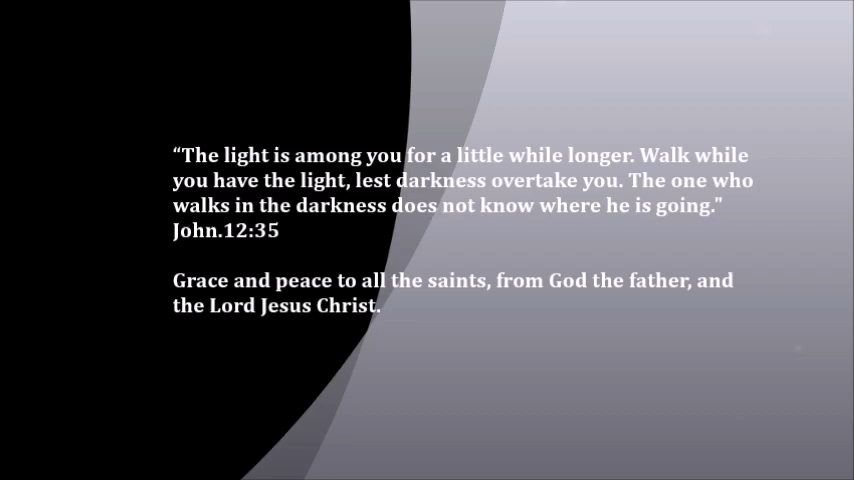 “The light is among you for a little while longer. Walk while
you have the light, lest darkness overtake you. The one who
walks in the darkness does not know where he is going."
John.12:35
Grace and peace to all the saints, from God the father, and
the Lord Jesus Christ.